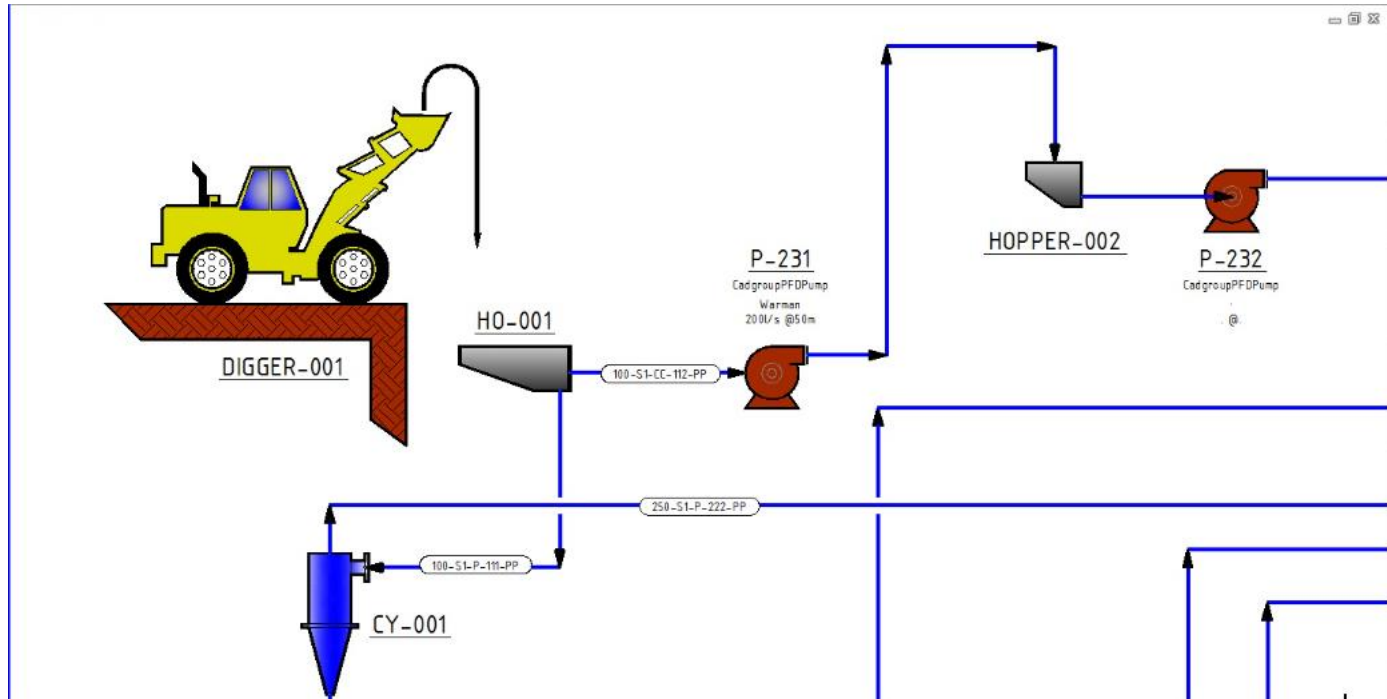 HOPPER-002
P-231
CadgroupPFDPump
Warman
200l/s @50m
P-232
CadgroupPFDPump
.
. @.
HO-001
DIGGER-001
100-S1-CC-112-PP
250-S1-P-222-PP
100-S1-P-111-PP
CY-001